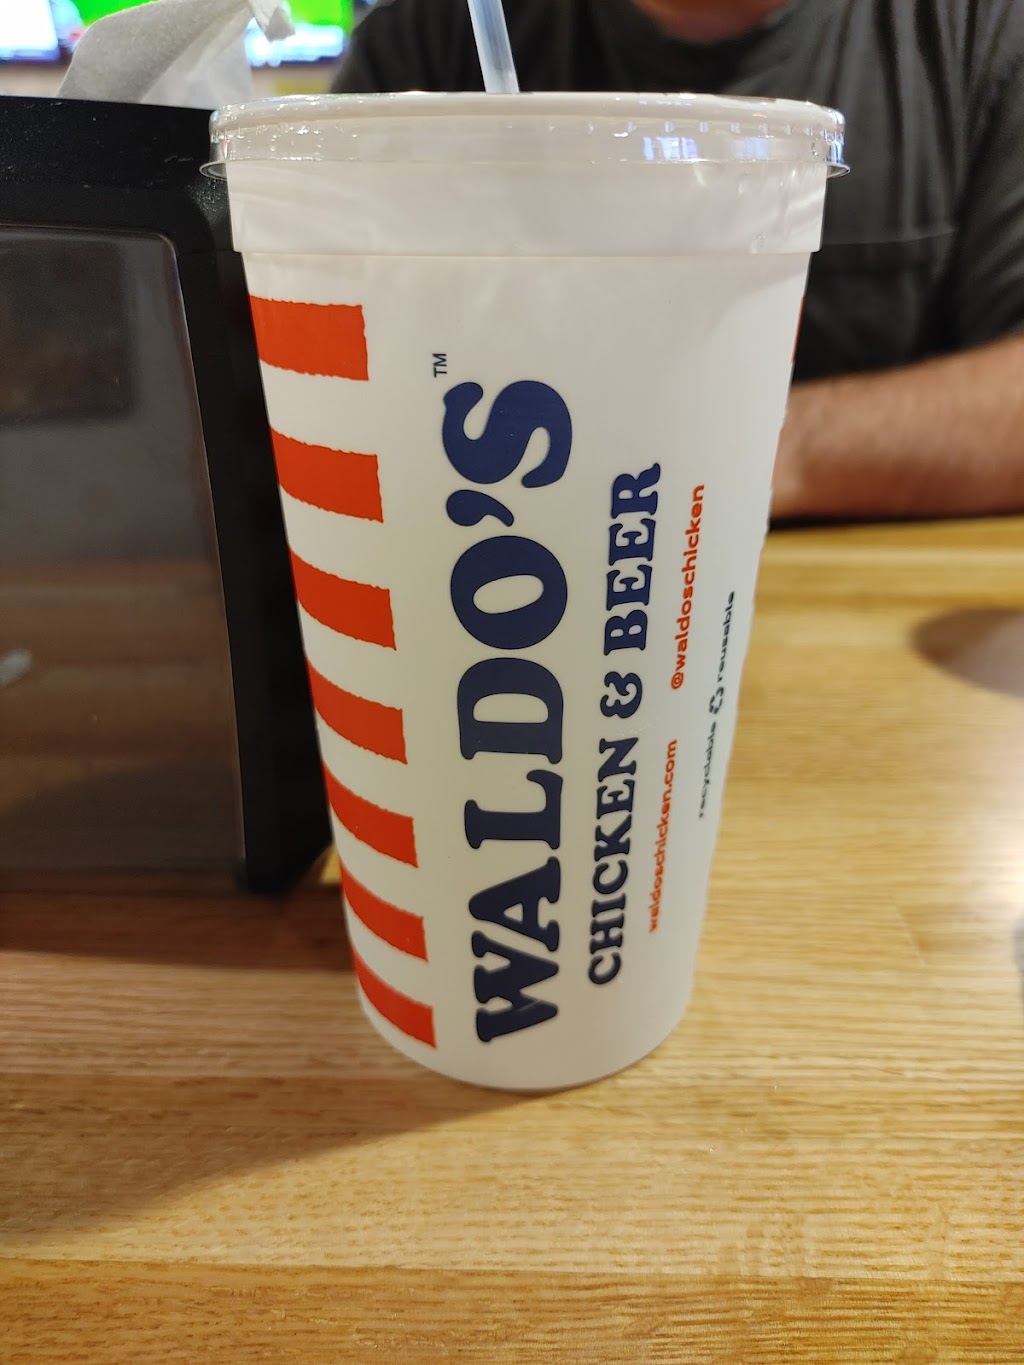 WALDO'S™
CHICKEN & BEER
waldoschicken.com @waldoschicken
recyclable reusable